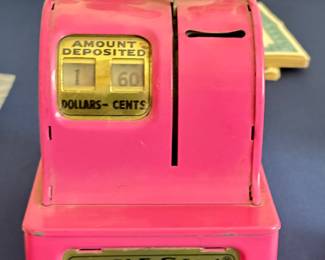 AMOUNT
DEPOSITED
1 60
DOLLARS- CENTS